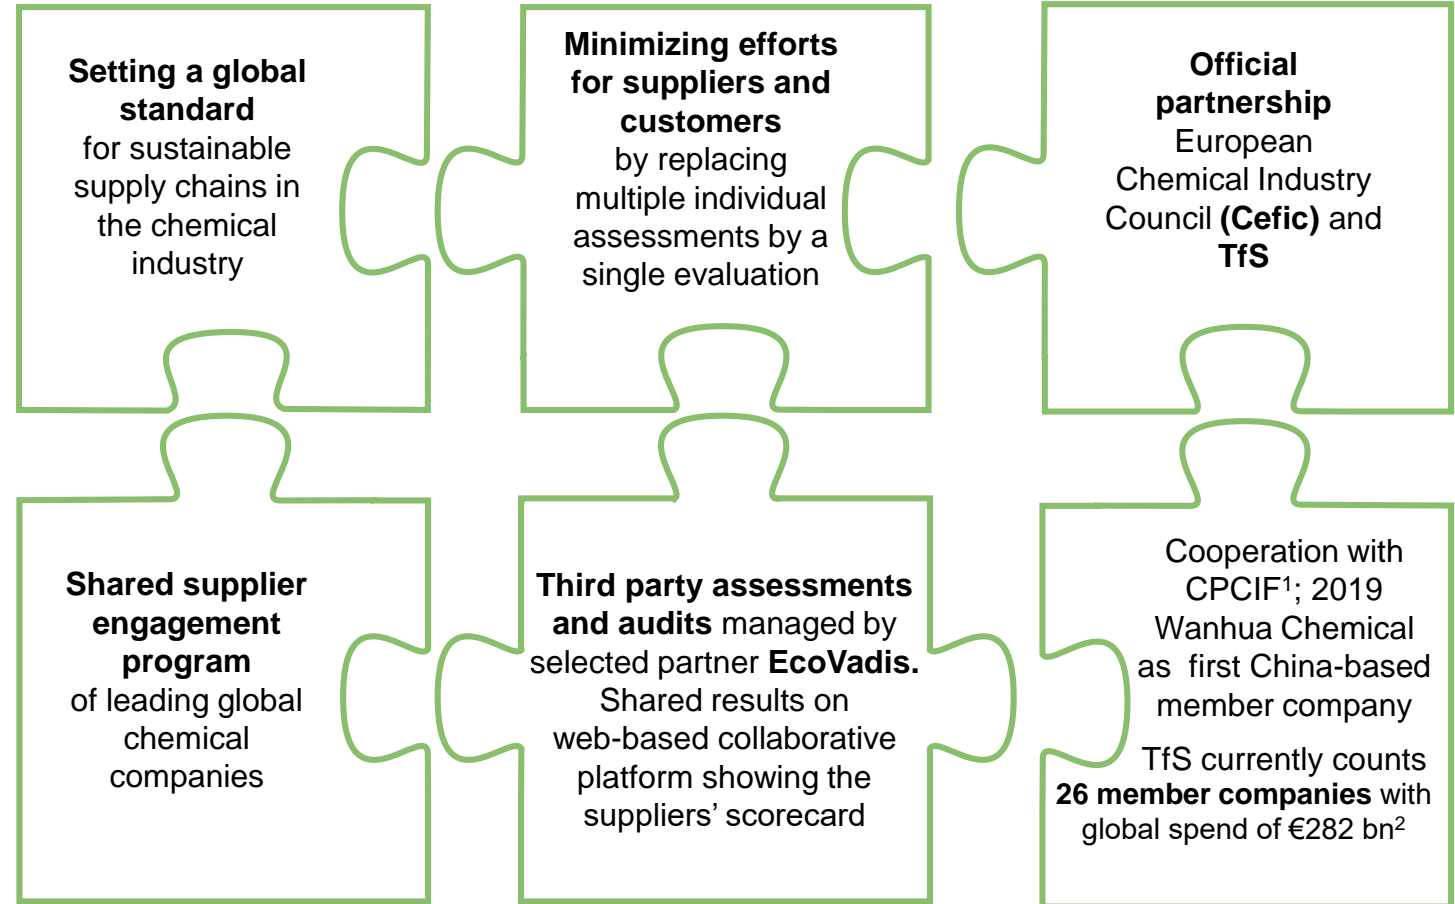 Setting a global
standard
for sustainable
supply chains in
the chemical
industry
Minimizing efforts
for suppliers and
customers
by replacing
multiple individual
assessments by a
single evaluation
Official
partnership
European
Chemical Industry
Council (Cefic) and
TfS
Shared supplier
engagement
program
of leading global
chemical
companies
Third party assessments
and audits managed by
selected partner EcoVadis.
Shared results on
web-based collaborative
platform showing the
suppliers’ scorecard
Cooperation with
CPCIF¹; 2019
Wanhua Chemical
as first China-based
member company
TfS currently counts
26 member companies with
global spend of €282 bn²